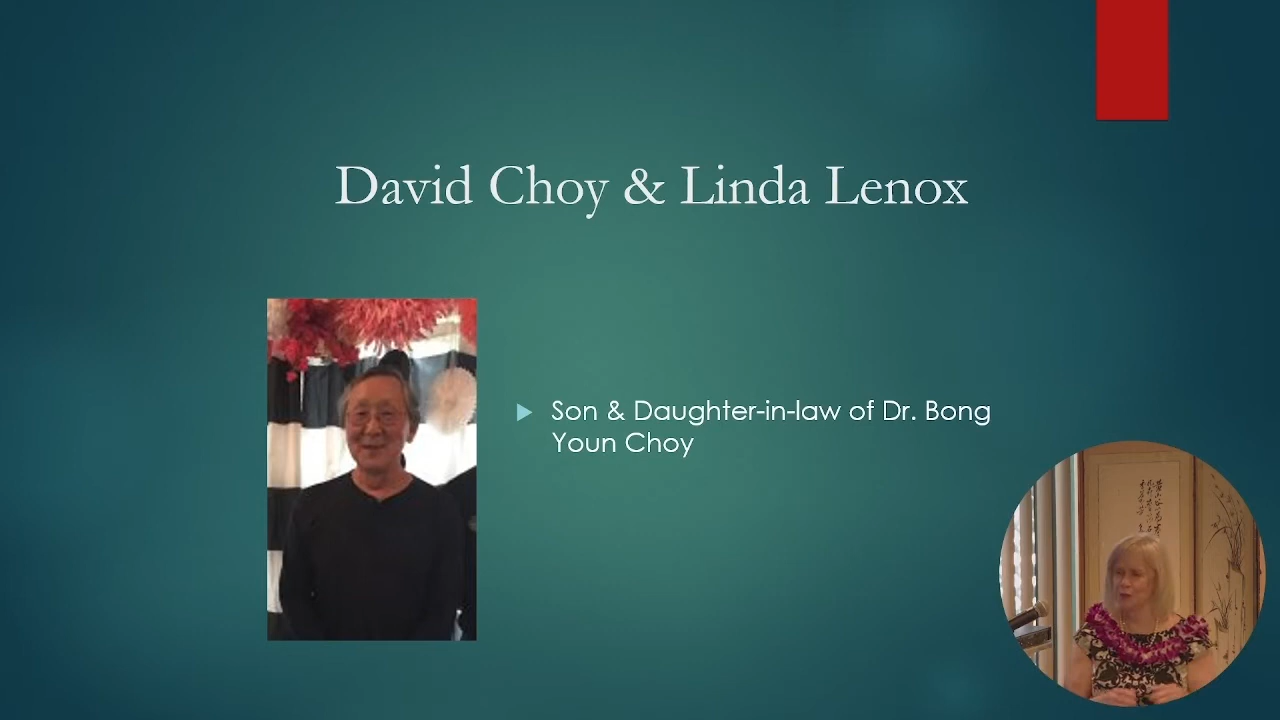 David Choy & Linda Lenox
Son & Daughter-in-law of Dr. Bong
Youn Choy